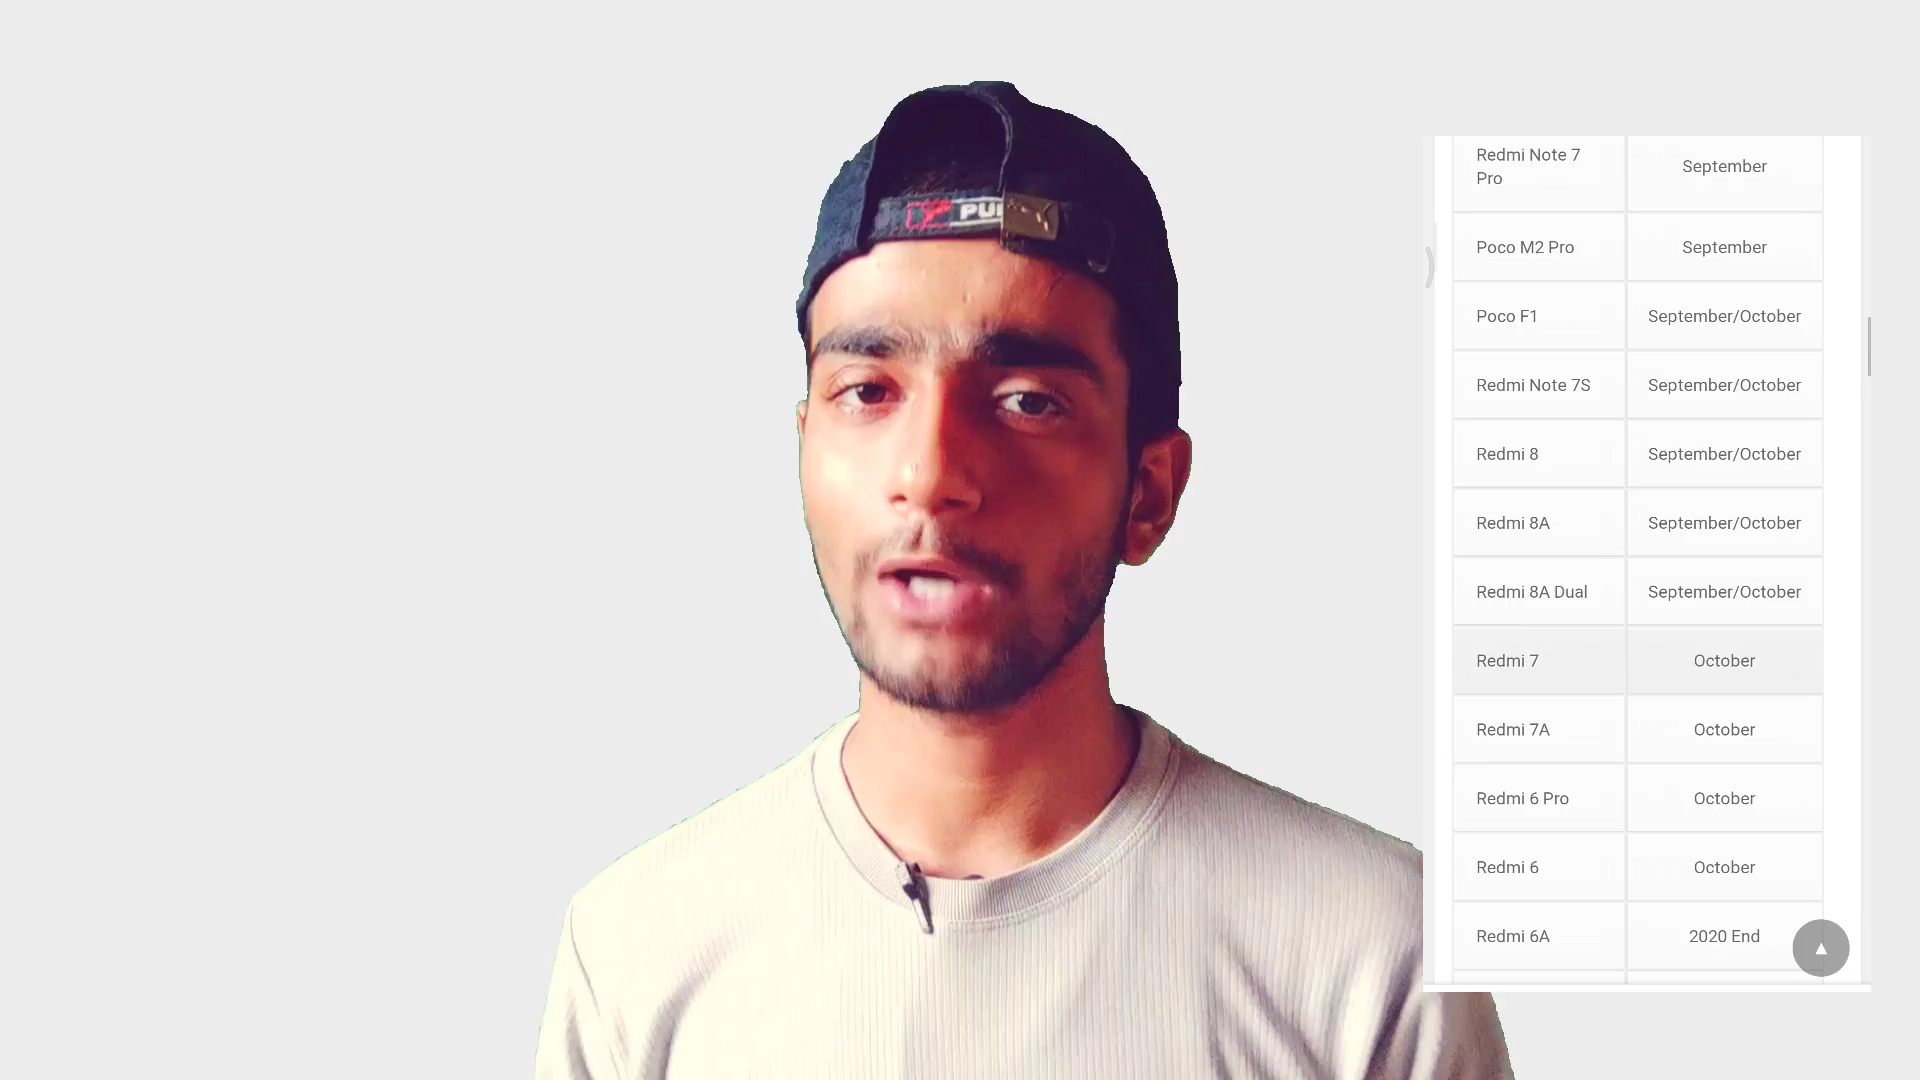 PU
Redmi Note 7
Pro
September
Poco M2 Pro
September
Poco F1
September/October
Redmi Note 7S
September/October
Redmi 8
September/October
Redmi 8A
September/October
Redmi 8A Dual
September/October
Redmi 7
October
Redmi 7A
October
Redmi 6 Pro
October
Redmi 6
October
Redmi 6A
2020 End